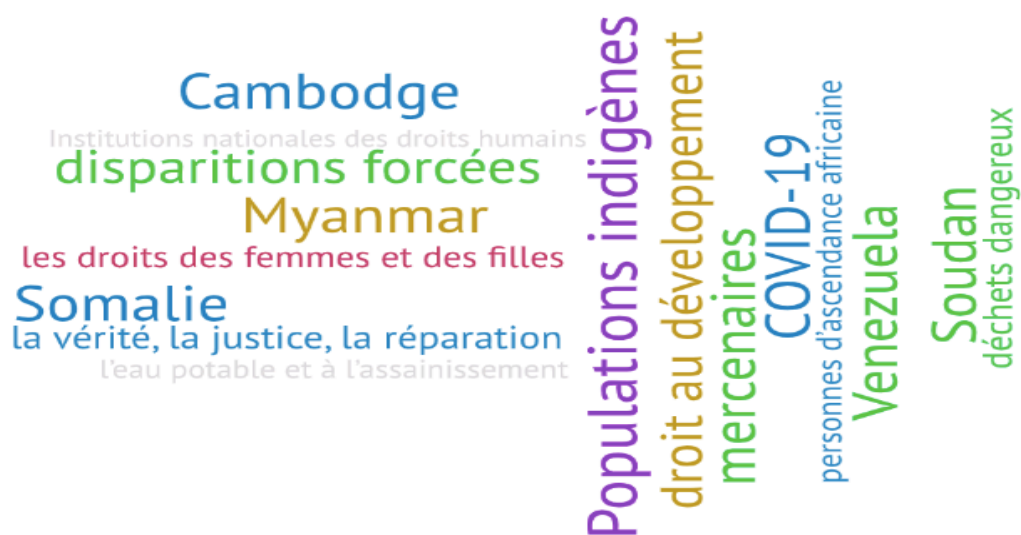 Cambodge
Institutions nationales des droits humains
disparitions forcées
Myanmar
les droits des femmes et des filles
Somalie
la vérité, la justice, la réparation
l'eau potable et à l'assainissement
Populations indigènes
droit au développement
mercenaires
COVID-19
personnes d'ascendance africaine
Venezuela
Soudan
déchets dangereux